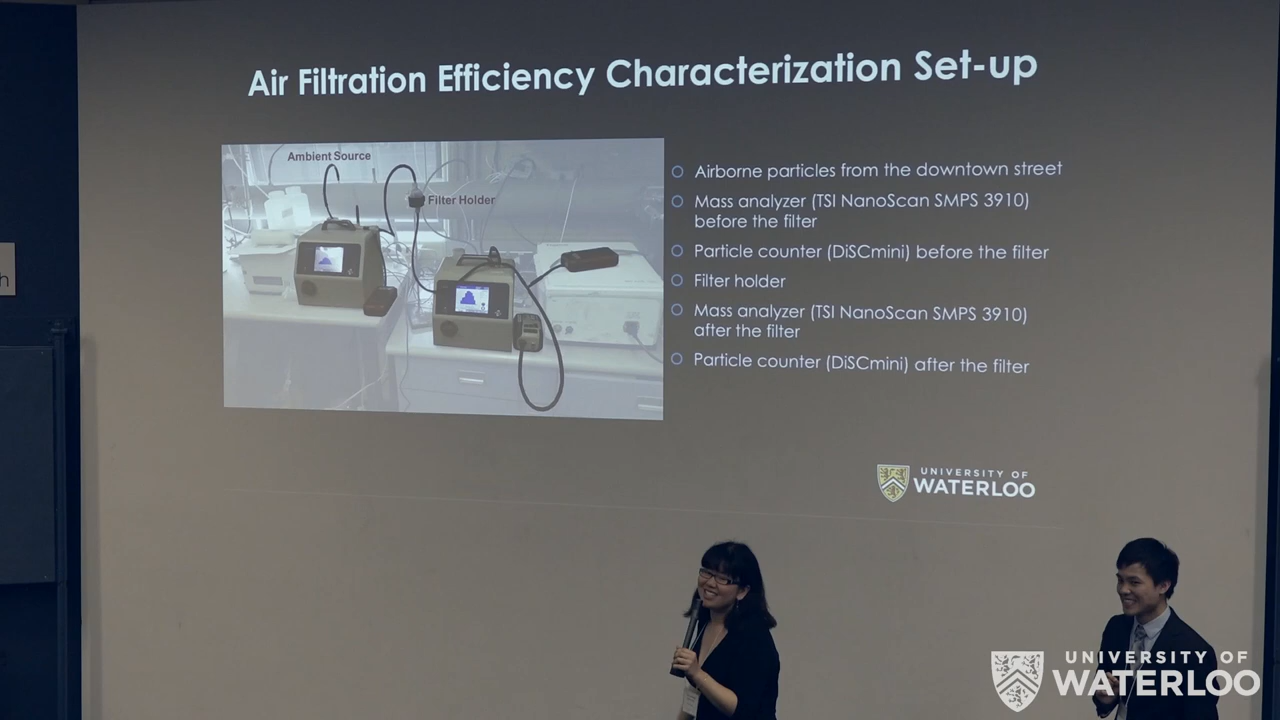 Air Filtration Efficiency Characterization Set-up
Ambient Source
Filter Holder
Airborne particles from the downtown street
Mass analyzer (TSI NanoScan SMPS 3910)
before the filter
Particle counter (DiSCmini) before the filter
Filter holder
Mass analyzer (TSI NanoScan SMPS 3910)
after the filter
Particle counter (DiSCmini) after the filter
UNIVERSITY OF
WATERLOO
h
UNIVERSITY OF
WATERLOO